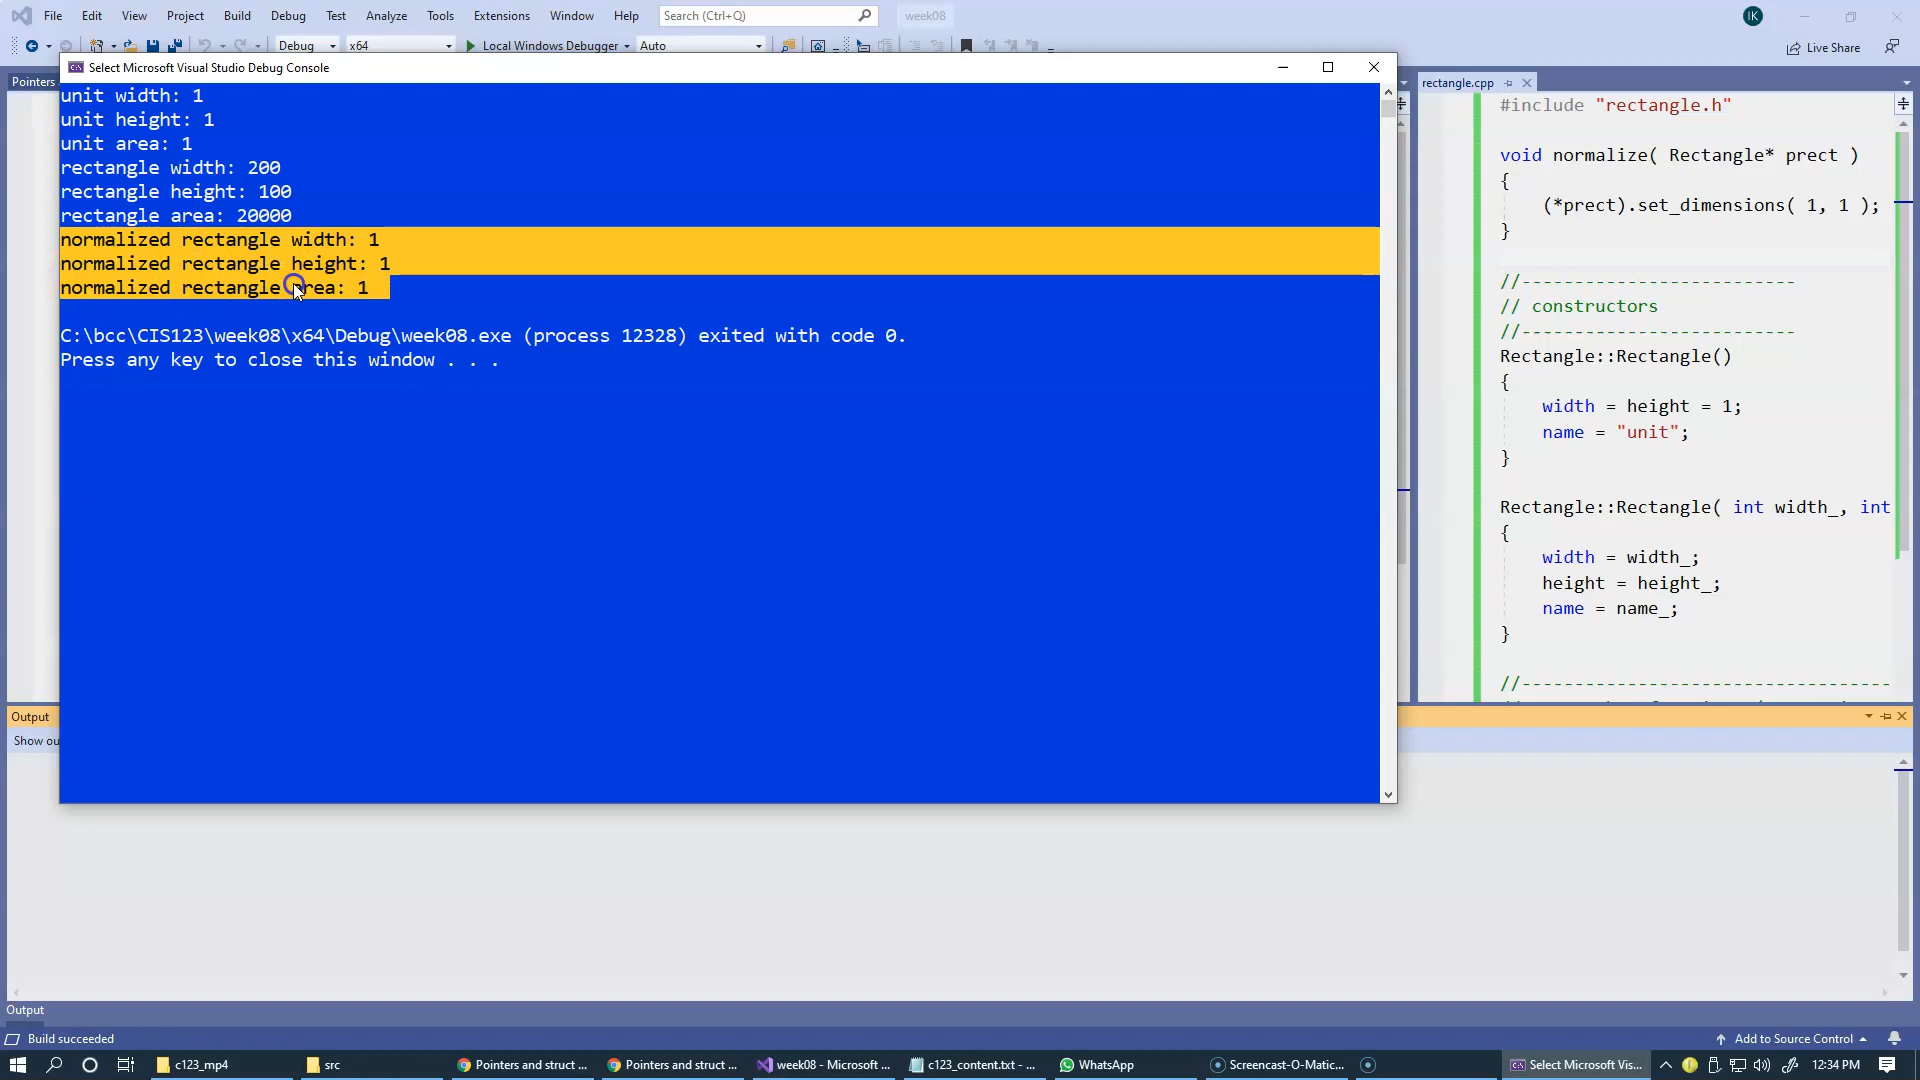 File Edit View Project Build Debug Test Analyze Tools Extensions Window Help Search (Ctrl+Q) week08 IK
Debug x64 Local Windows Debugger Auto Live Share
Pointers
Select Microsoft Visual Studio Debug Console
unit width: 1
unit height: 1
unit area: 1
rectangle width: 200
rectangle height: 100
rectangle area: 20000
normalized rectangle width: 1
normalized rectangle height: 1
normalized rectangle area: 1
C:\bcc\CIS123\week08\x64\Debug\week08.exe (process 12328) exited with code 0.
Press any key to close this window . . .
rectangle.cpp
#include "rectangle.h"
void normalize( Rectangle* prect )
{
(*prect).set_dimensions( 1, 1 );
}
//--------------------------
// constructors
//--------------------------
Rectangle::Rectangle()
{
width = height = 1;
name = "unit";
}
Rectangle::Rectangle( int width_, int
{
width = width_;
height = height_;
name = name_;
}
//-----------------------------------
Output
Show ou
Output
Build succeeded Add to Source Control
c123_mp4 src Pointers and struct ... Pointers and struct ... week08 - Microsoft ... c123_content.txt - ... WhatsApp Screencast-O-Matic... Select Microsoft Vis... 12:34 PM